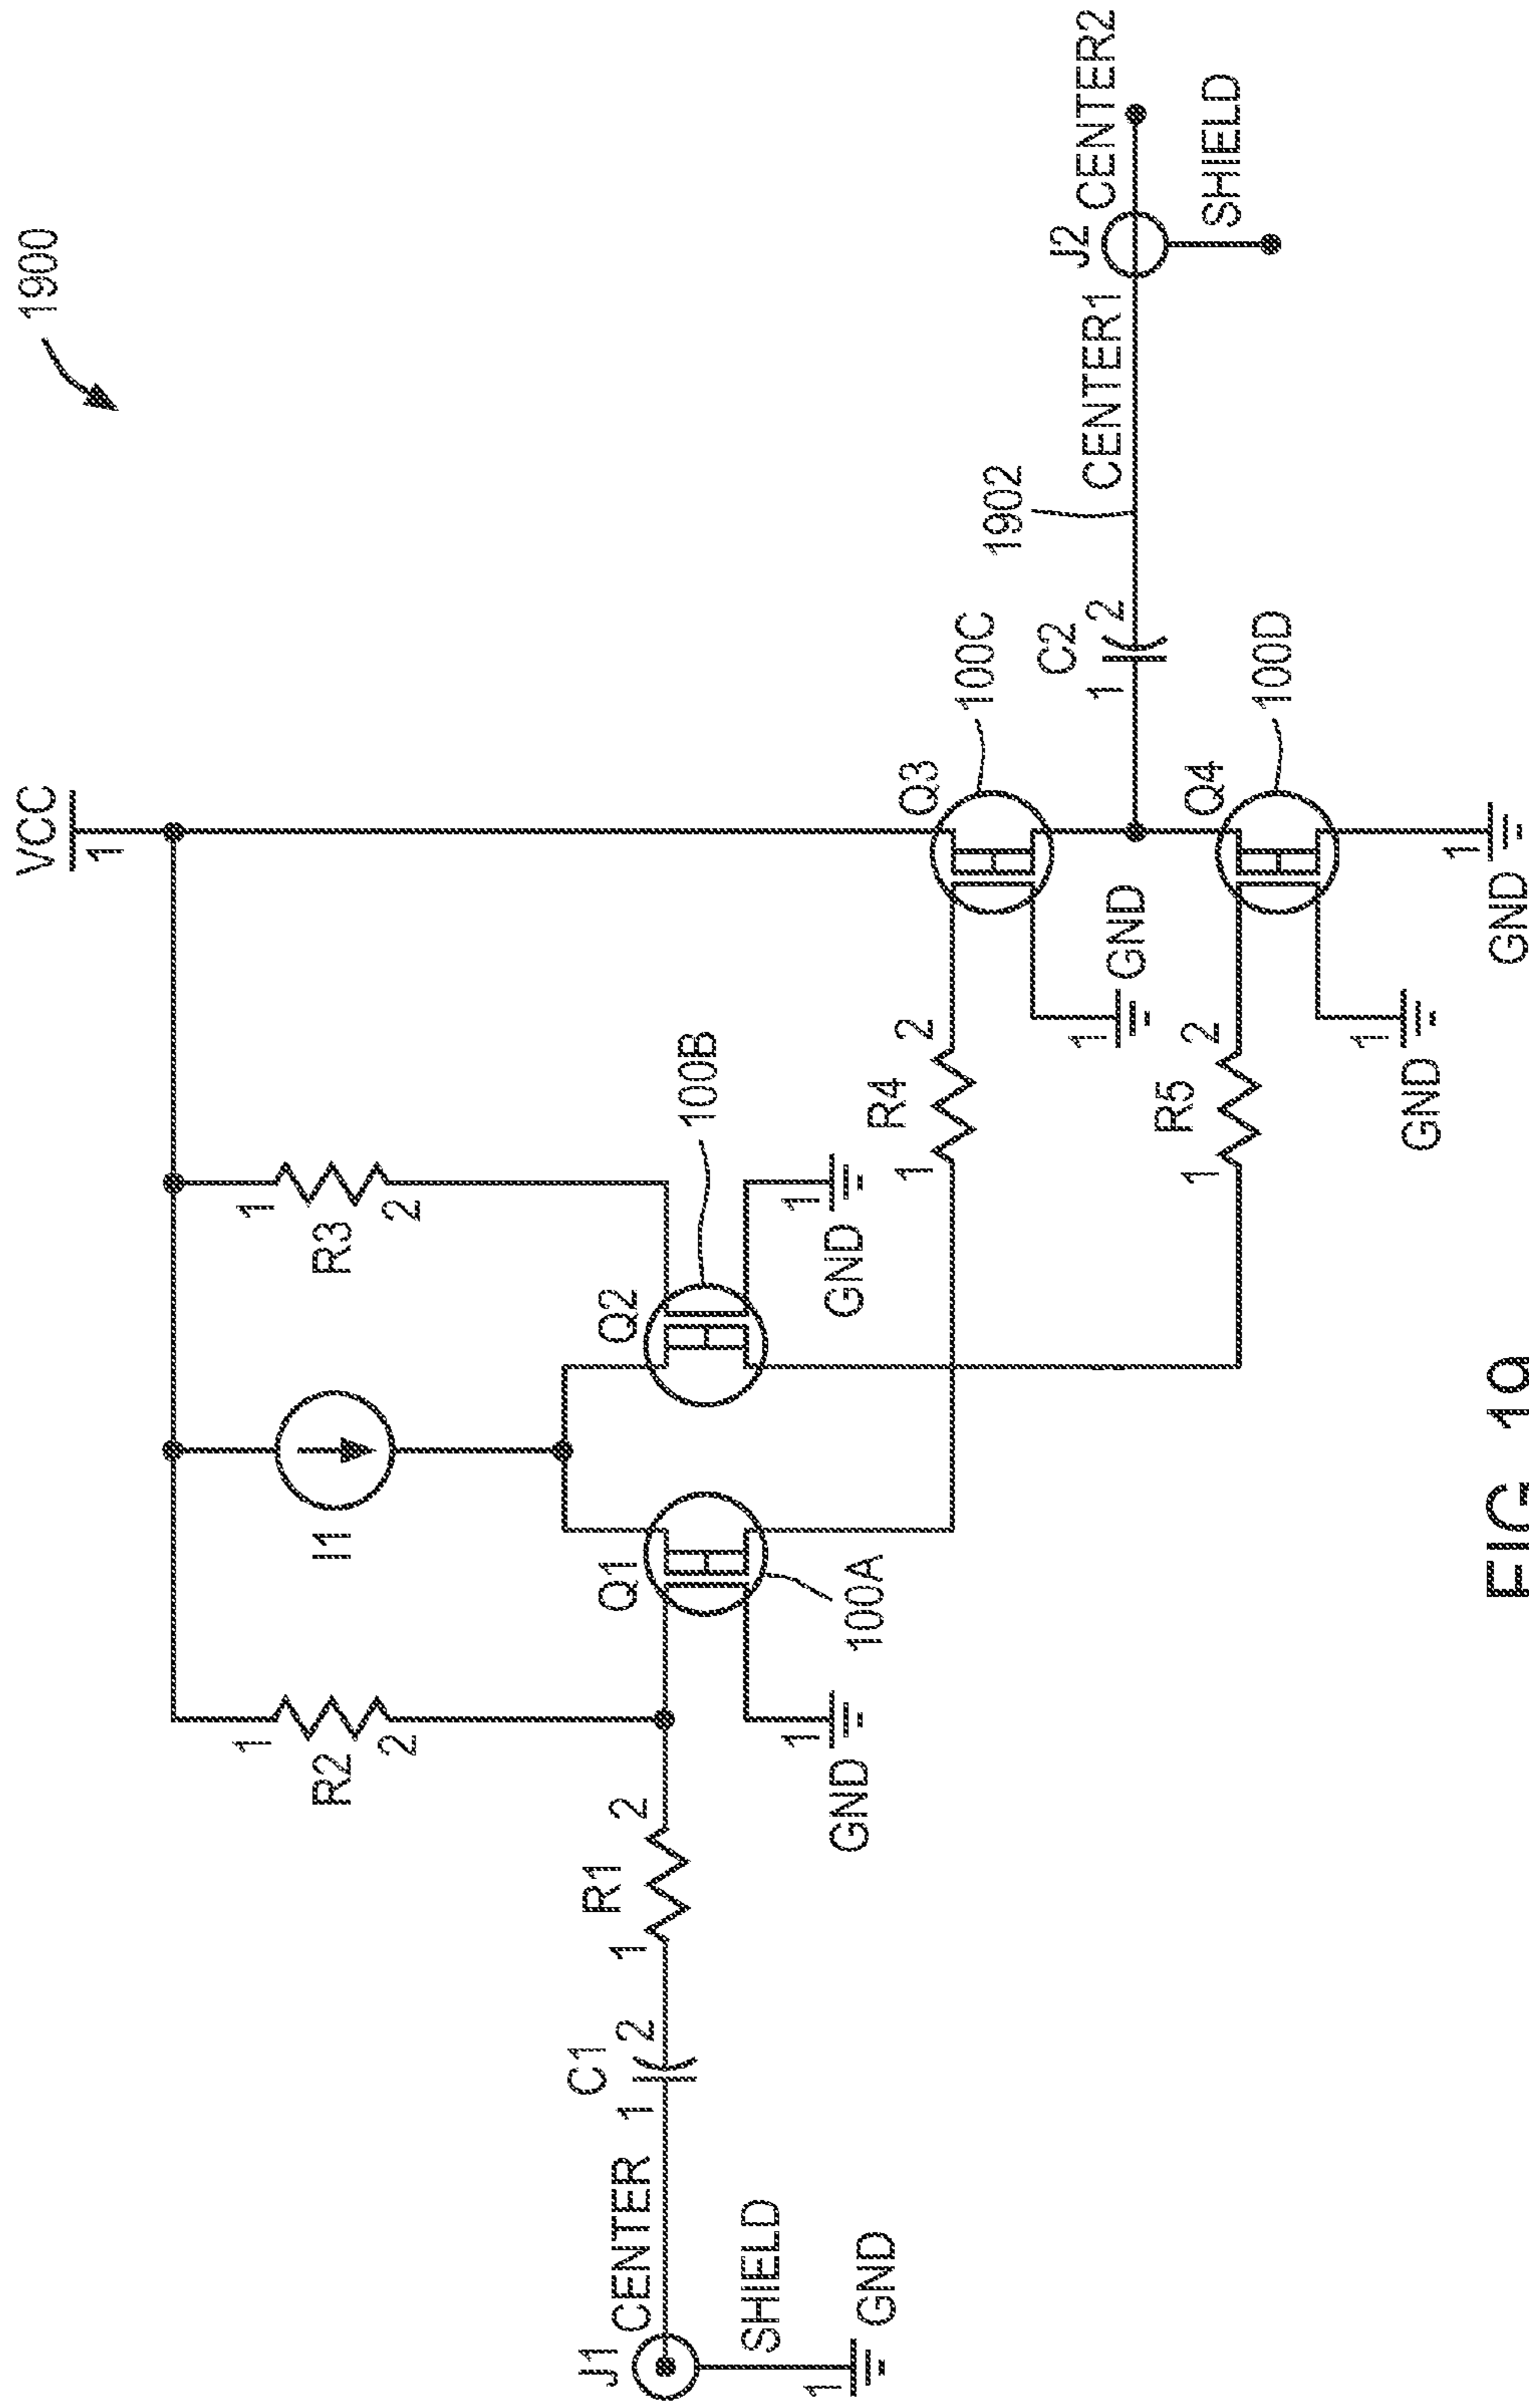 VCC
1900
1
1
1
R2
I1
R3
2
2
J1
C1
R1
Q1
Q2
CENTER
1
2
1
2
100B
SHIELD
1
1
1
GND
GND
100A
GND
R4
Q3
1
2
100C
1902
C2
J2
1
GND
1
2
CENTER1
CENTER2
R5
Q4
SHIELD
1
2
100D
1
GND
1
GND
FIG. 19